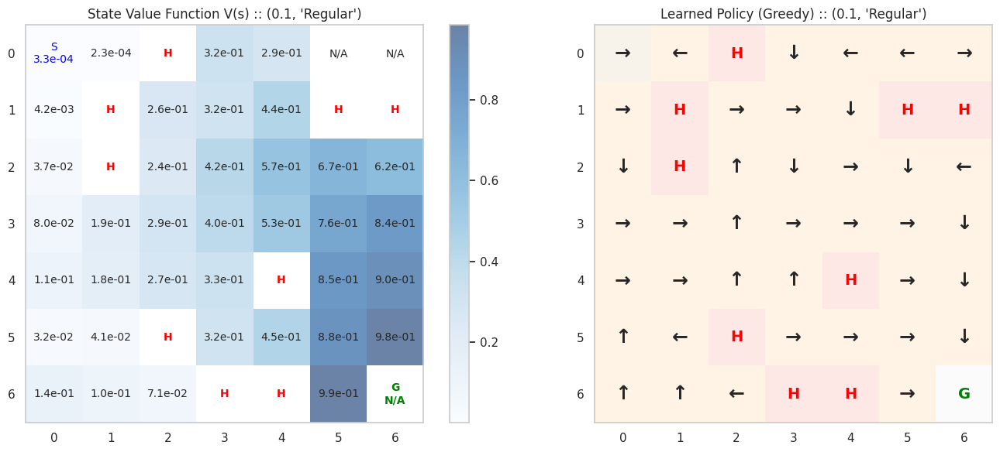 State Value Function V(s) :: (0.1, 'Regular')
0 S 3.3e-04 2.3e-04 H 3.2e-01 2.9e-01 N/A N/A
1 4.2e-03 H 2.6e-01 3.2e-01 4.4e-01 H H
2 3.7e-02 H 2.4e-01 4.2e-01 5.7e-01 6.7e-01 6.2e-01
3 8.0e-02 1.9e-01 2.9e-01 4.0e-01 5.3e-01 7.6e-01 8.4e-01
4 1.1e-01 1.8e-01 2.7e-01 3.3e-01 H 8.5e-01 9.0e-01
5 3.2e-02 4.1e-02 H 3.2e-01 4.5e-01 8.8e-01 9.8e-01
6 1.4e-01 1.0e-01 7.1e-02 H H 9.9e-01 G N/A
0 1 2 3 4 5 6
0.8
0.6
0.4
0.2
Learned Policy (Greedy) :: (0.1, 'Regular')
0 → ← H ↓ ← ← →
1 → H → → ↓ H H
2 ↓ H ↑ ↓ → ↓ ←
3 → → ↑ → → → ↓
4 → → ↑ ↑ H → ↓
5 ↑ ← H → → → ↓
6 ↑ ↑ ← H H → G
0 1 2 3 4 5 6